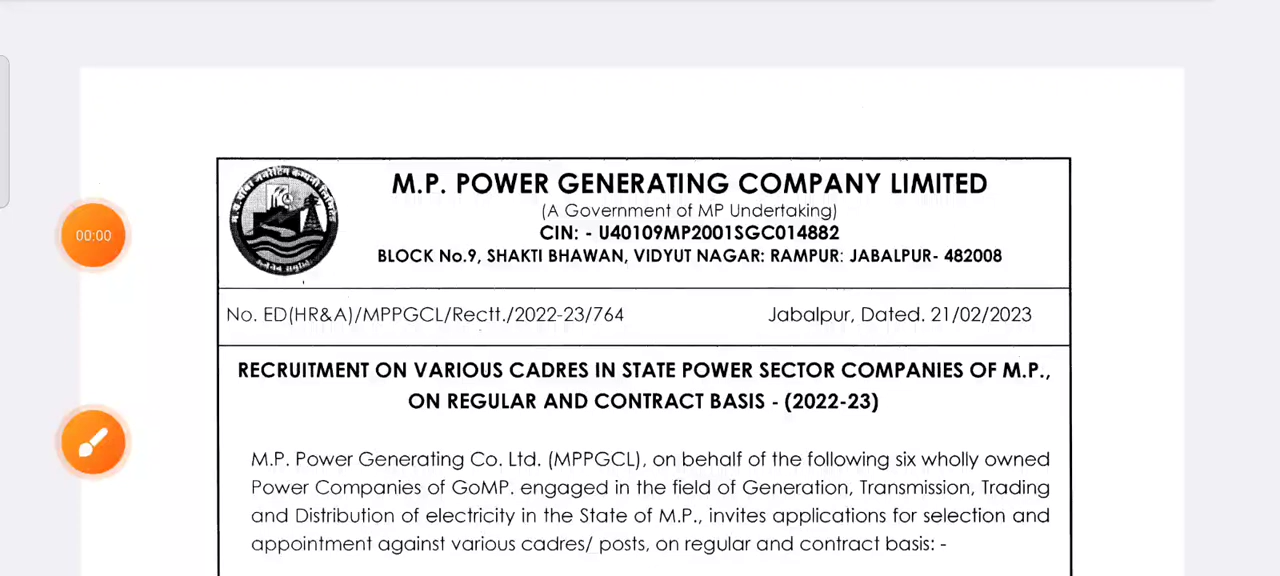 M.P. POWER GENERATING COMPANY LIMITED
(A Government of MP Undertaking)
CIN: - U40109MP2001SGC014882
BLOCK No.9, SHAKTI BHAWAN, VIDYUT NAGAR: RAMPUR: JABALPUR- 482008
00:00
No. ED(HR&A)/MPPGCL/Rectt./2022-23/764 Jabalpur, Dated. 21/02/2023
RECRUITMENT ON VARIOUS CADRES IN STATE POWER SECTOR COMPANIES OF M.P.,
ON REGULAR AND CONTRACT BASIS - (2022-23)
M.P. Power Generating Co. Ltd. (MPPGCL), on behalf of the following six wholly owned
Power Companies of GoMP. engaged in the field of Generation, Transmission, Trading
and Distribution of electricity in the State of M.P., invites applications for selection and
appointment against various cadres/ posts, on regular and contract basis: -